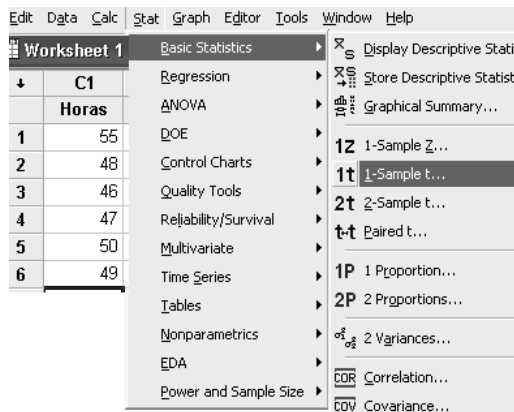 Edit Data Calc Stat Graph Editor Tools Window Help
Worksheet 1
↓ C1
Horas
1 55
2 48
3 46
4 47
5 50
6 49
Basic Statistics
Regression
ANOVA
DOE
Control Charts
Quality Tools
Reliability/Survival
Multivariate
Time Series
Tables
Nonparametrics
EDA
Power and Sample Size
Display Descriptive Stati
Store Descriptive Statist
Graphical Summary...
1Z 1-Sample Z...
1t 1-Sample t...
2t 2-Sample t...
t-t Paired t...
1P 1 Proportion...
2P 2 Proportions...
2 Variances...
COR Correlation...
COV Covariance...